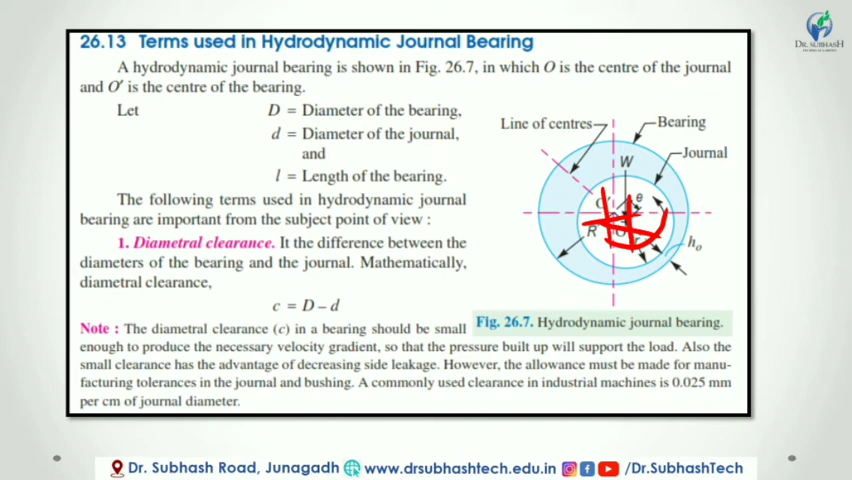 DR. SUBHASH
26.13 Terms used in Hydrodynamic Journal Bearing
A hydrodynamic journal bearing is shown in Fig. 26.7, in which O is the centre of the journal
and O′ is the centre of the bearing.
Let D = Diameter of the bearing,
d = Diameter of the journal,
and
l = Length of the bearing.
The following terms used in hydrodynamic journal
bearing are important from the subject point of view :
1. Diametral clearance. It the difference between the
diameters of the bearing and the journal. Mathematically,
diametral clearance,
c = D – d
Line of centres
Bearing
W
Journal
θ
R
r
h₀
Fig. 26.7. Hydrodynamic journal bearing.
Note : The diametral clearance (c) in a bearing should be small
enough to produce the necessary velocity gradient, so that the pressure built up will support the load. Also the
small clearance has the advantage of decreasing side leakage. However, the allowance must be made for manu-
facturing tolerances in the journal and bushing. A commonly used clearance in industrial machines is 0.025 mm
per cm of journal diameter.
Dr. Subhash Road, Junagadh www.drsubhashtech.edu.in /Dr.SubhashTech